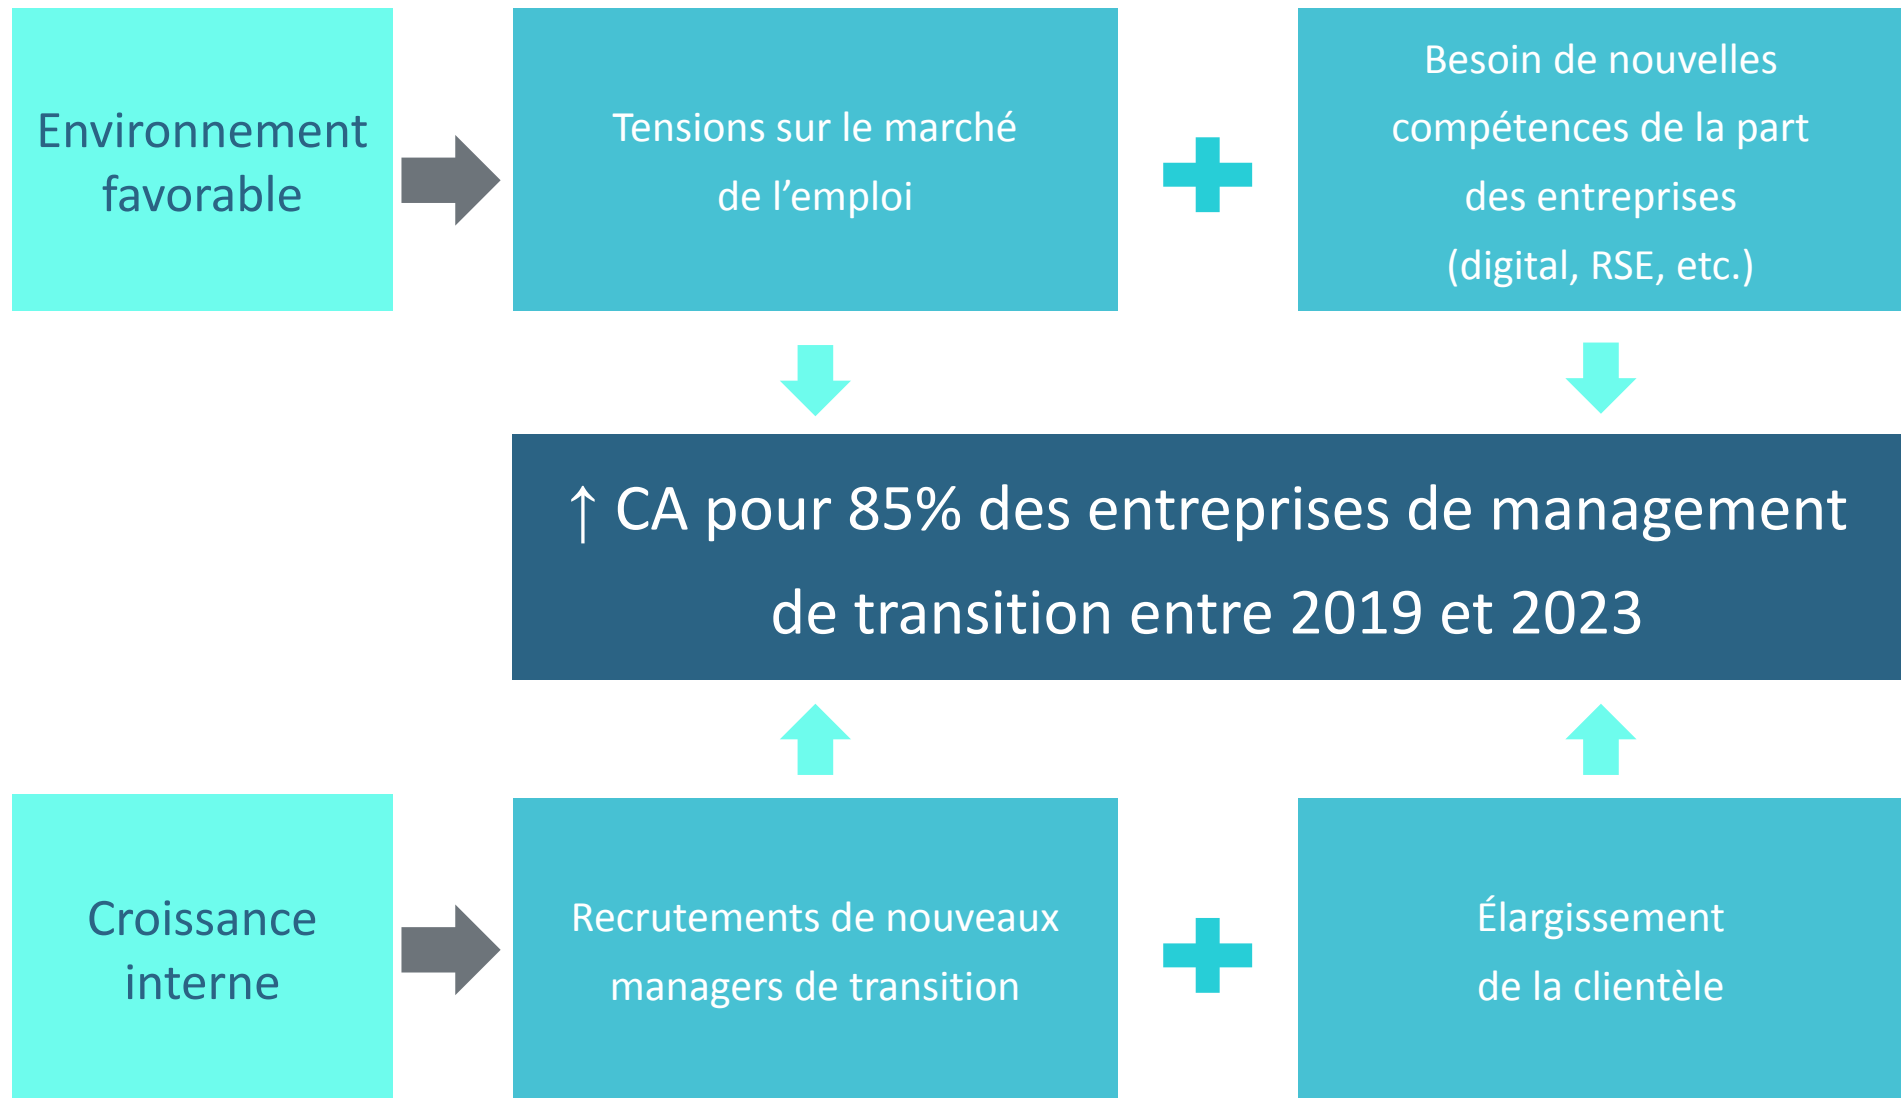 Environnement
favorable
Tensions sur le marché
de l’emploi
Besoin de nouvelles
compétences de la part
des entreprises
(digital, RSE, etc.)
↑ CA pour 85% des entreprises de management
de transition entre 2019 et 2023
Croissance
interne
Recrutements de nouveaux
managers de transition
Élargissement
de la clientèle